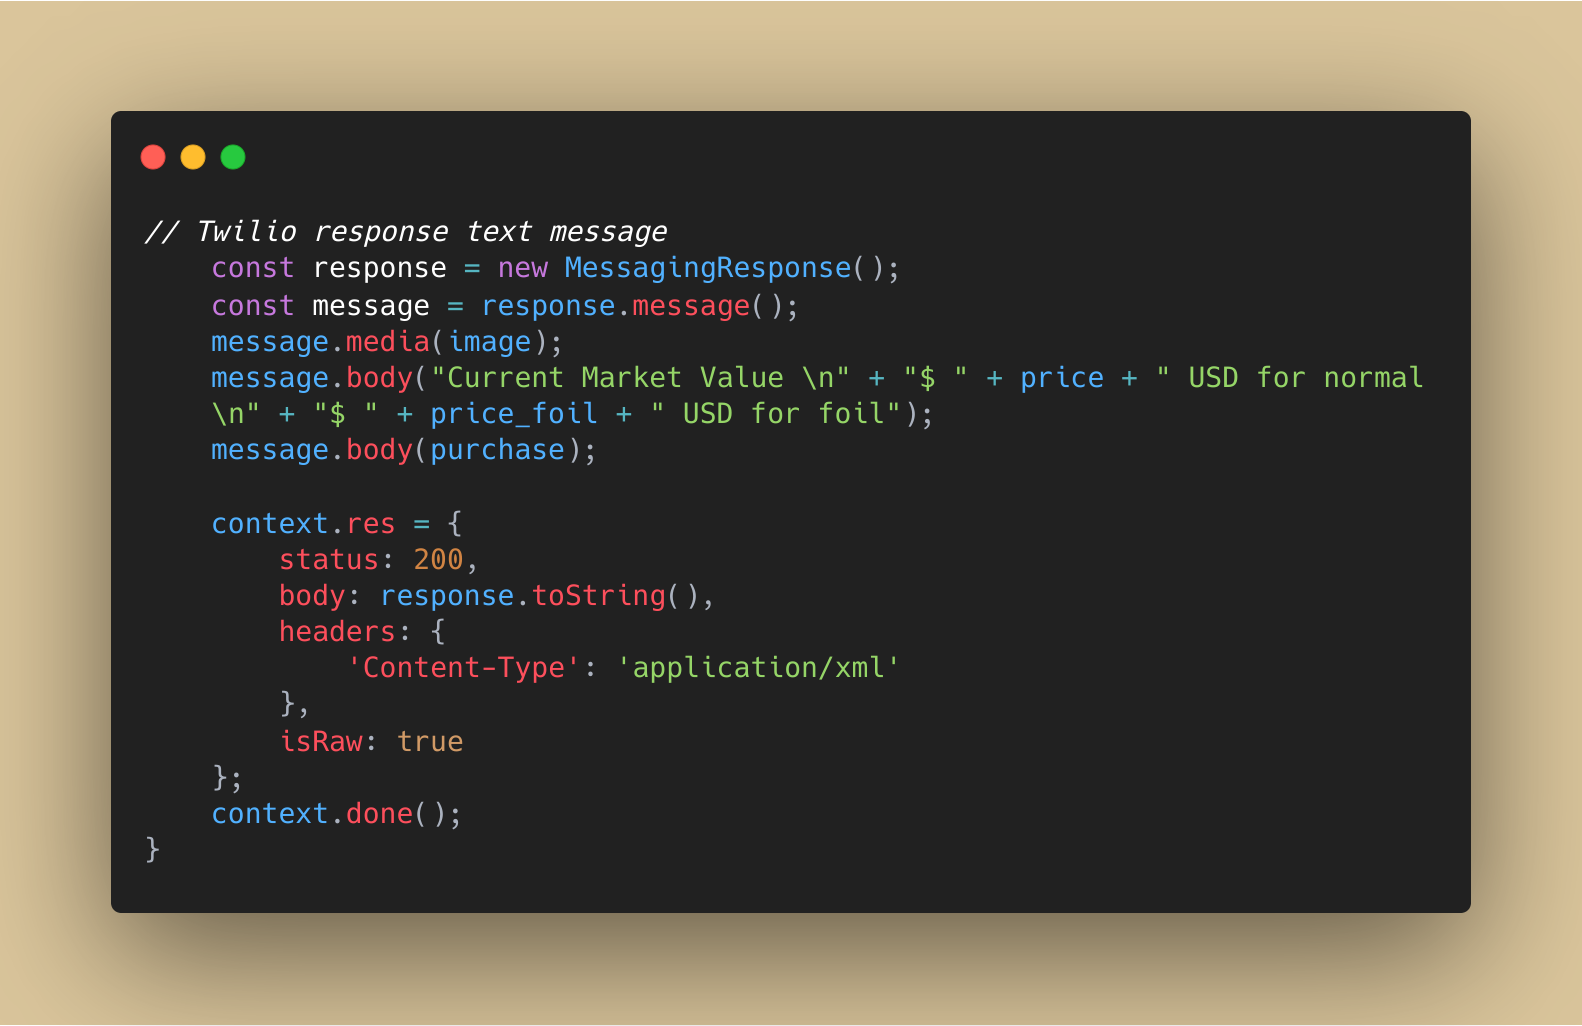 // Twilio response text message
    const response = new MessagingResponse();
    const message = response.message();
    message.media(image);
    message.body("Current Market Value \n" + "$ " + price + " USD for normal
    \n" + "$ " + price_foil + " USD for foil");
    message.body(purchase);

    context.res = {
        status: 200,
        body: response.toString(),
        headers: {
            'Content-Type': 'application/xml'
        },
        isRaw: true
    };
    context.done();
}